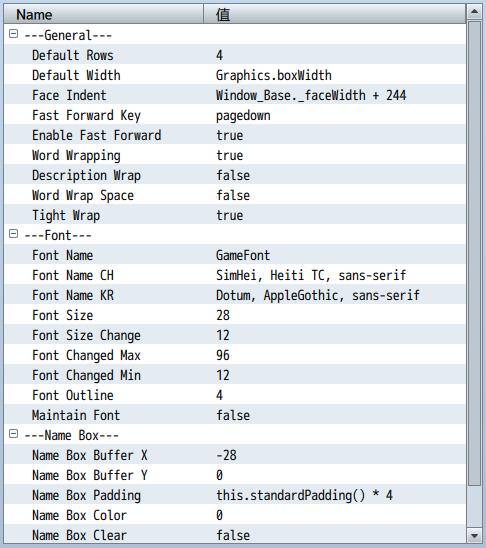 Name 值
---General---
Default Rows 4
Default Width Graphics.boxWidth
Face Indent Window_Base._faceWidth + 244
Fast Forward Key pagedown
Enable Fast Forward true
Word Wrapping true
Description Wrap false
Word Wrap Space false
Tight Wrap true
---Font---
Font Name GameFont
Font Name CH SimHei, Heiti TC, sans-serif
Font Name KR Dotum, AppleGothic, sans-serif
Font Size 28
Font Size Change 12
Font Changed Max 96
Font Changed Min 12
Font Outline 4
Maintain Font false
---Name Box---
Name Box Buffer X -28
Name Box Buffer Y 0
Name Box Padding this.standardPadding() * 4
Name Box Color 0
Name Box Clear false